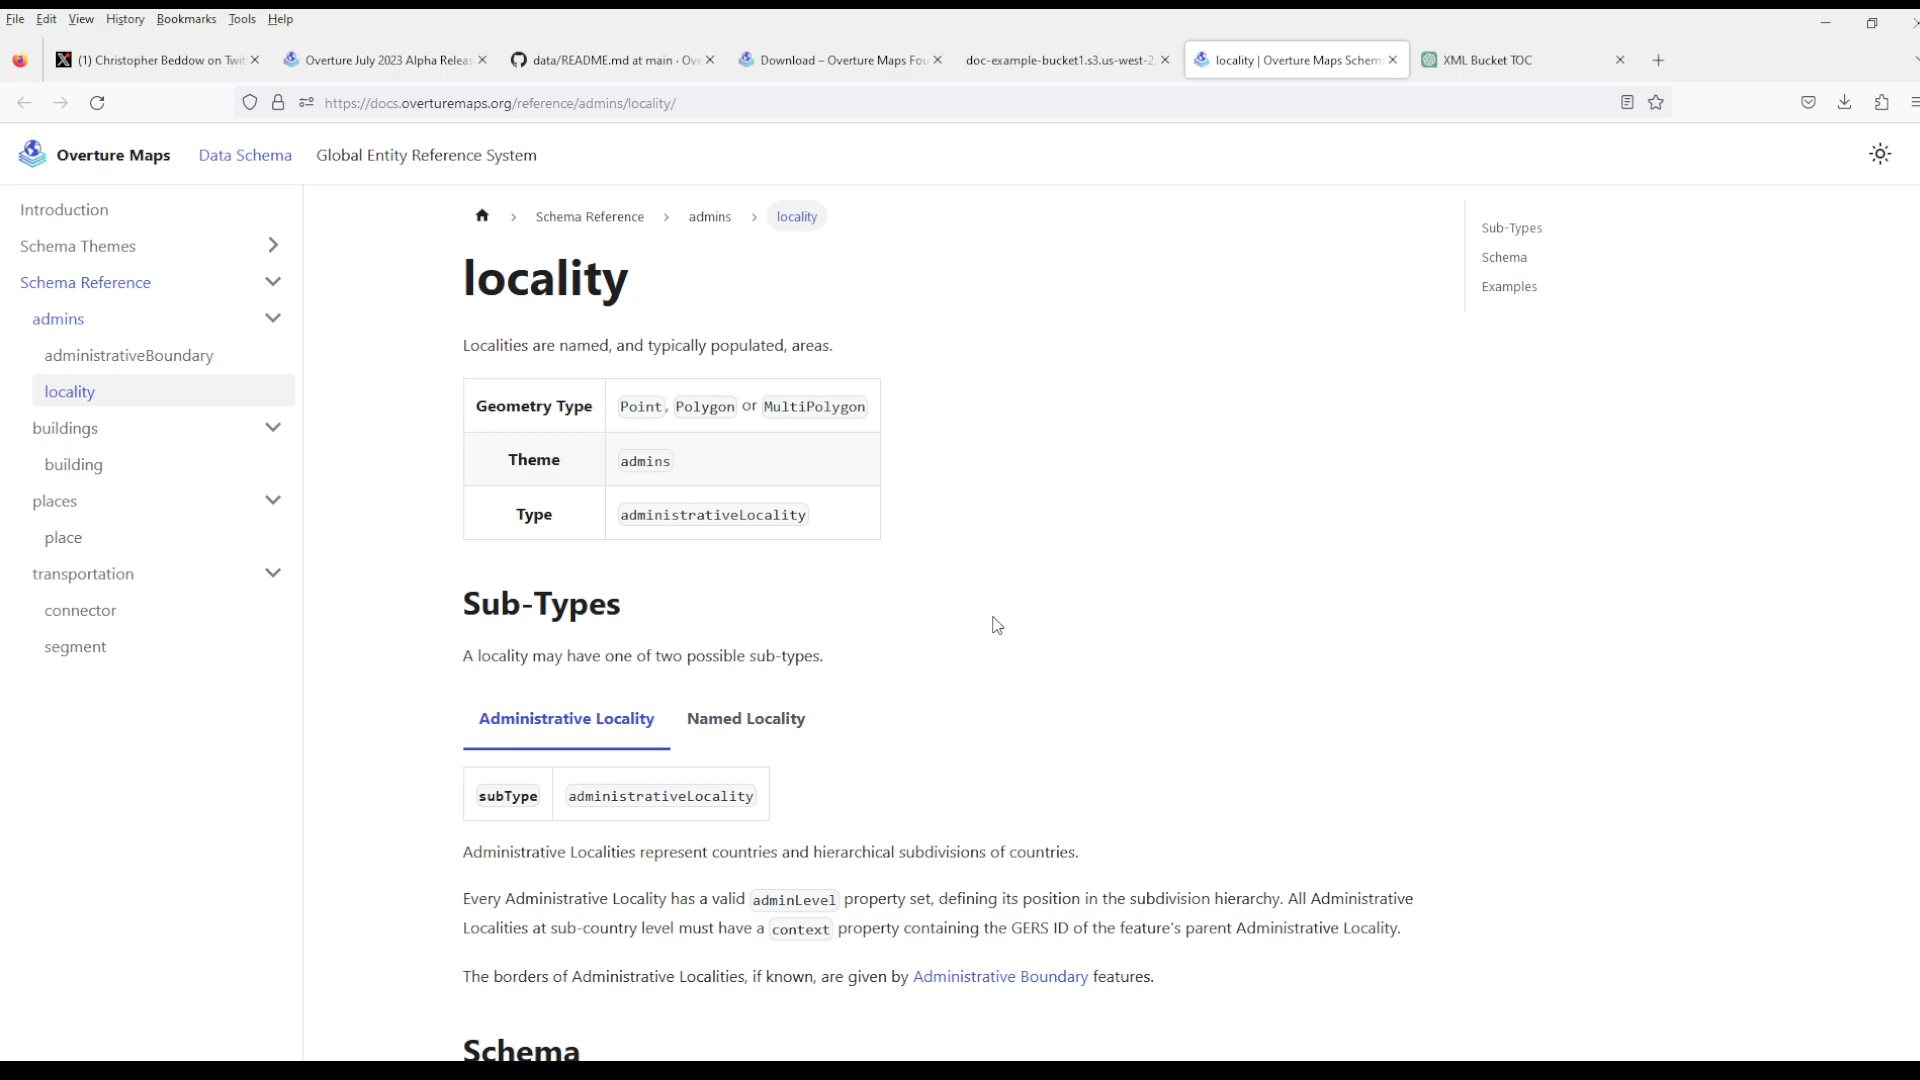 File Edit View History Bookmarks Tools Help
(1) Christopher Beddow on Twit
Overture July 2023 Alpha Releas
data/README.md at main · Ove
Download – Overture Maps Fou
doc-example-bucket1.s3.us-west-2.
locality | Overture Maps Schem
XML Bucket TOC
https://docs.overturemaps.org/reference/admins/locality/
Overture Maps Data Schema Global Entity Reference System
Introduction
Schema Themes
Schema Reference
admins
administrativeBoundary
locality
buildings
building
places
place
transportation
connector
segment
Schema Reference > admins > locality
locality
Localities are named, and typically populated, areas.
Geometry Type Point, Polygon or MultiPolygon
Theme admins
Type administrativeLocality
Sub-Types
A locality may have one of two possible sub-types.
Administrative Locality Named Locality
subType administrativeLocality
Administrative Localities represent countries and hierarchical subdivisions of countries.
Every Administrative Locality has a valid adminLevel property set, defining its position in the subdivision hierarchy. All Administrative
Localities at sub-country level must have a context property containing the GERS ID of the feature's parent Administrative Locality.
The borders of Administrative Localities, if known, are given by Administrative Boundary features.
Schema
Sub-Types
Schema
Examples